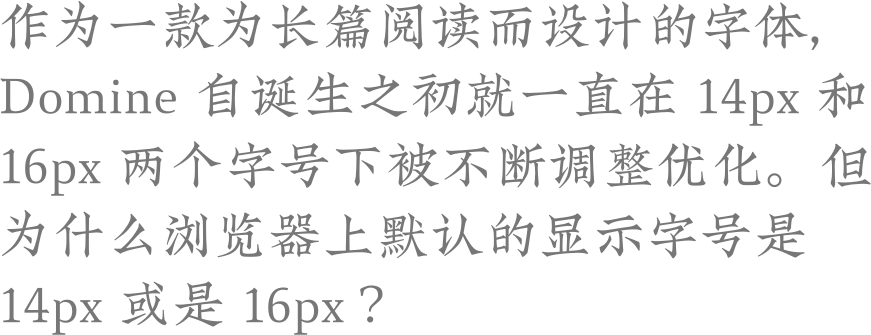 作为一款为长篇阅读而设计的字体，
Domine 自诞生之初就一直在 14px 和
16px 两个字号下被不断调整优化。但
为什么浏览器上默认的显示字号是
14px 或是 16px？